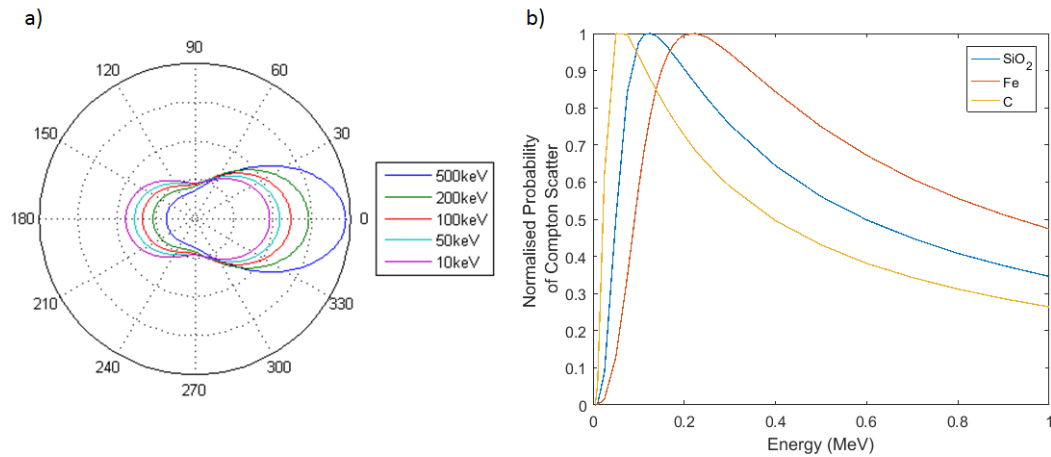 a)
90
120
60
150
30
180
0
210
330
240
300
270
500keV
200keV
100keV
50keV
10keV
b)
Normalised Probability
of Compton Scatter
1
0.9
0.8
0.7
0.6
0.5
0.4
0.3
0.2
0.1
0
SiO2
Fe
C
0 0.2 0.4 0.6 0.8 1
Energy (MeV)